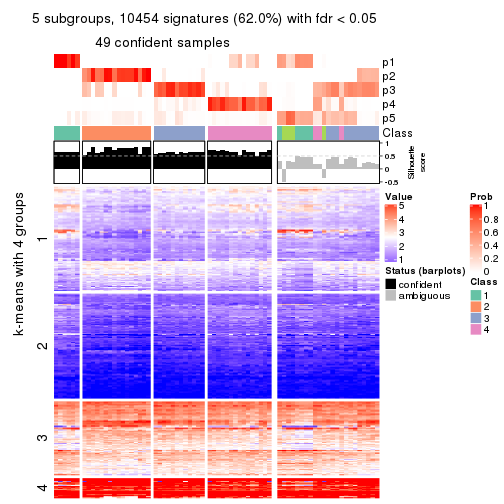 5 subgroups, 10454 signatures (62.0%) with fdr < 0.05
49 confident samples
p1
p2
p3
p4
p5
Class
1
0.5
0
-0.5
Silhouette
score
k-means with 4 groups
1
2
3
4
Value
5
4
3
2
1
Status (barplots)
confident
ambiguous
Prob
1
0.8
0.6
0.4
0.2
0
Class
1
2
3
4